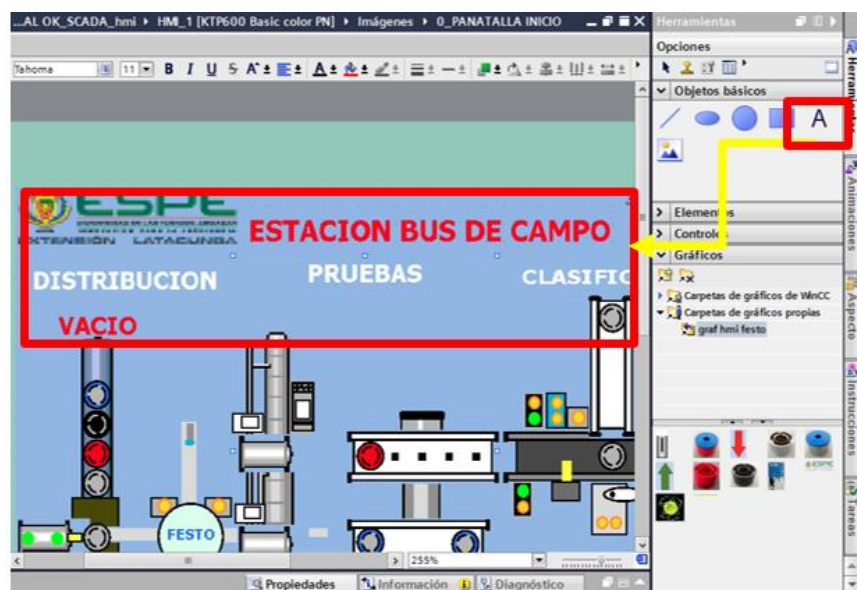 ...AL OK_SCADA_hmi ▸ HMI_1 [KTP600 Basic color PN] ▸ Imágenes ▸ 0_PANATALLA INICIO
Herramientas
Tahoma 11 B I U S A A
Opciones
Objetos básicos
A
Elementos
Controles
Gráficos
Carpetas de gráficos de WinCC
Carpetas de gráficos propias
graf hmi festo
ESPE
EXTENSIÓN LATACUNGA
ESTACION BUS DE CAMPO
DISTRIBUCION
PRUEBAS
CLASIFIC
VACIO
FESTO
255%
Propiedades
Información
Diagnóstico
Herramientas
Animaciones
Aspecto
Instrucciones
Tareas